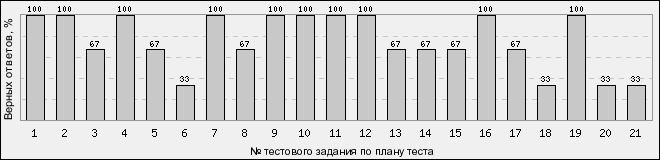 100 100 67 100 67 33 100 67 100 100 100 100 67 67 67 100 67 33 100 33 33
Верных ответов, %
1 2 3 4 5 6 7 8 9 10 11 12 13 14 15 16 17 18 19 20 21
№ тестового задания по плану теста